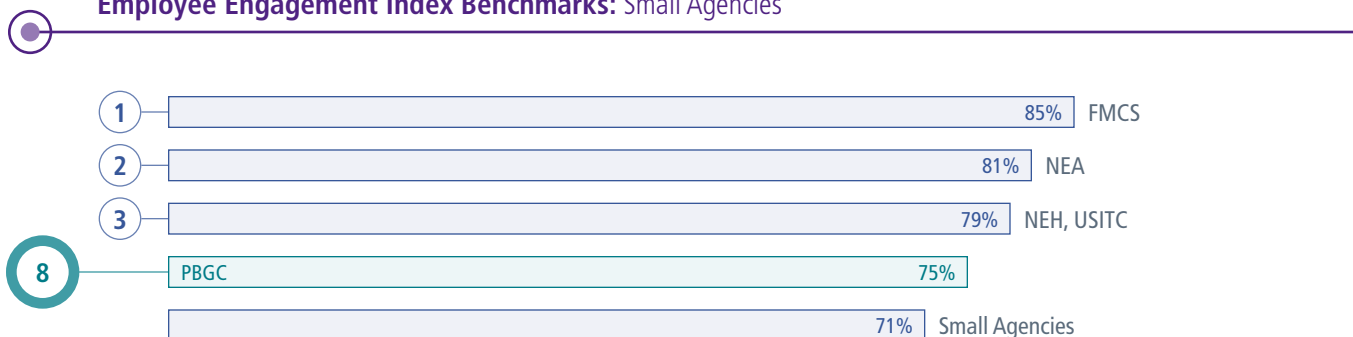 Employee Engagement Index Benchmarks: Small Agencies
1 85% FMCS
2 81% NEA
3 79% NEH, USITC
8 PBGC 75%
71% Small Agencies